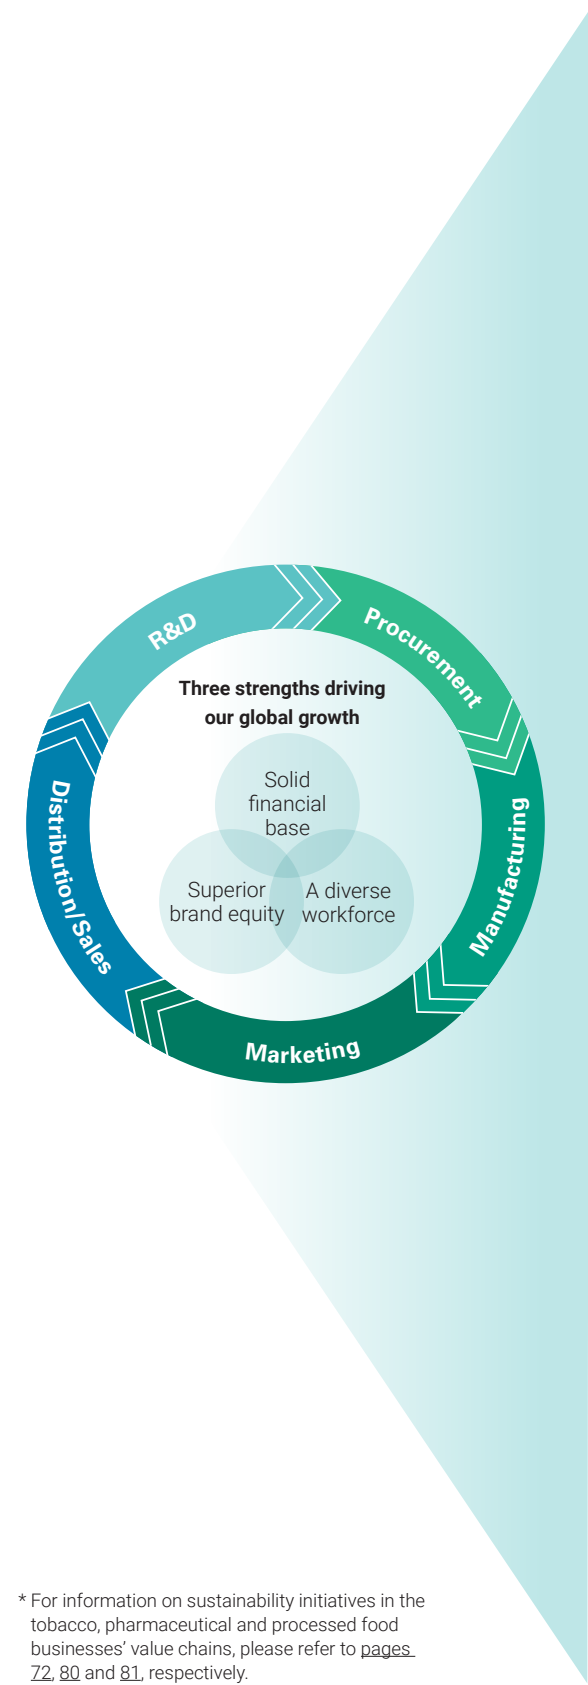 R&D
Procurement
Manufacturing
Marketing
Distribution/Sales
Three strengths driving
our global growth
Solid
financial
base
Superior
brand equity
A diverse
workforce
* For information on sustainability initiatives in the
tobacco, pharmaceutical and processed food
businesses’ value chains, please refer to pages
72, 80 and 81, respectively.